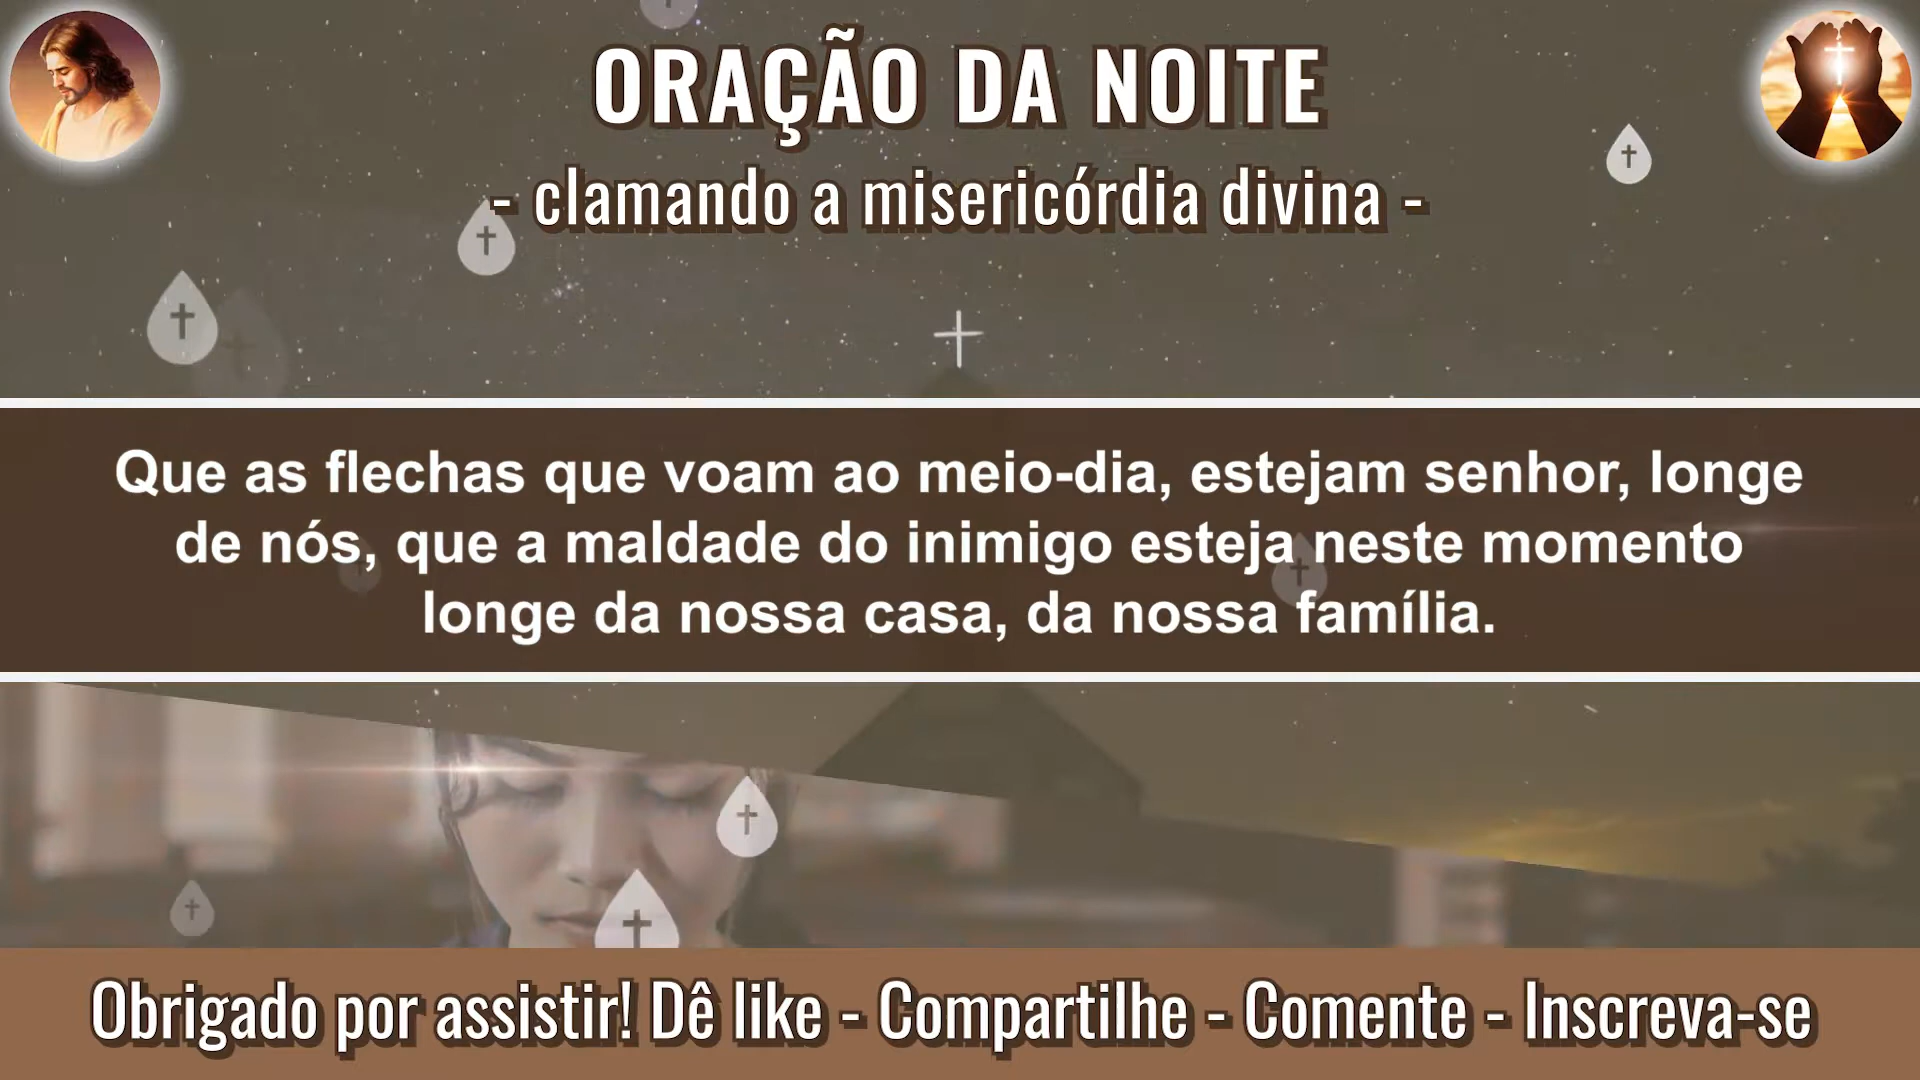 ORAÇÃO DA NOITE
- clamando a misericórdia divina -
Que as flechas que voam ao meio-dia, estejam senhor, longe
de nós, que a maldade do inimigo esteja neste momento
longe da nossa casa, da nossa família.
Obrigado por assistir! Dê like - Compartilhe - Comente - Inscreva-se